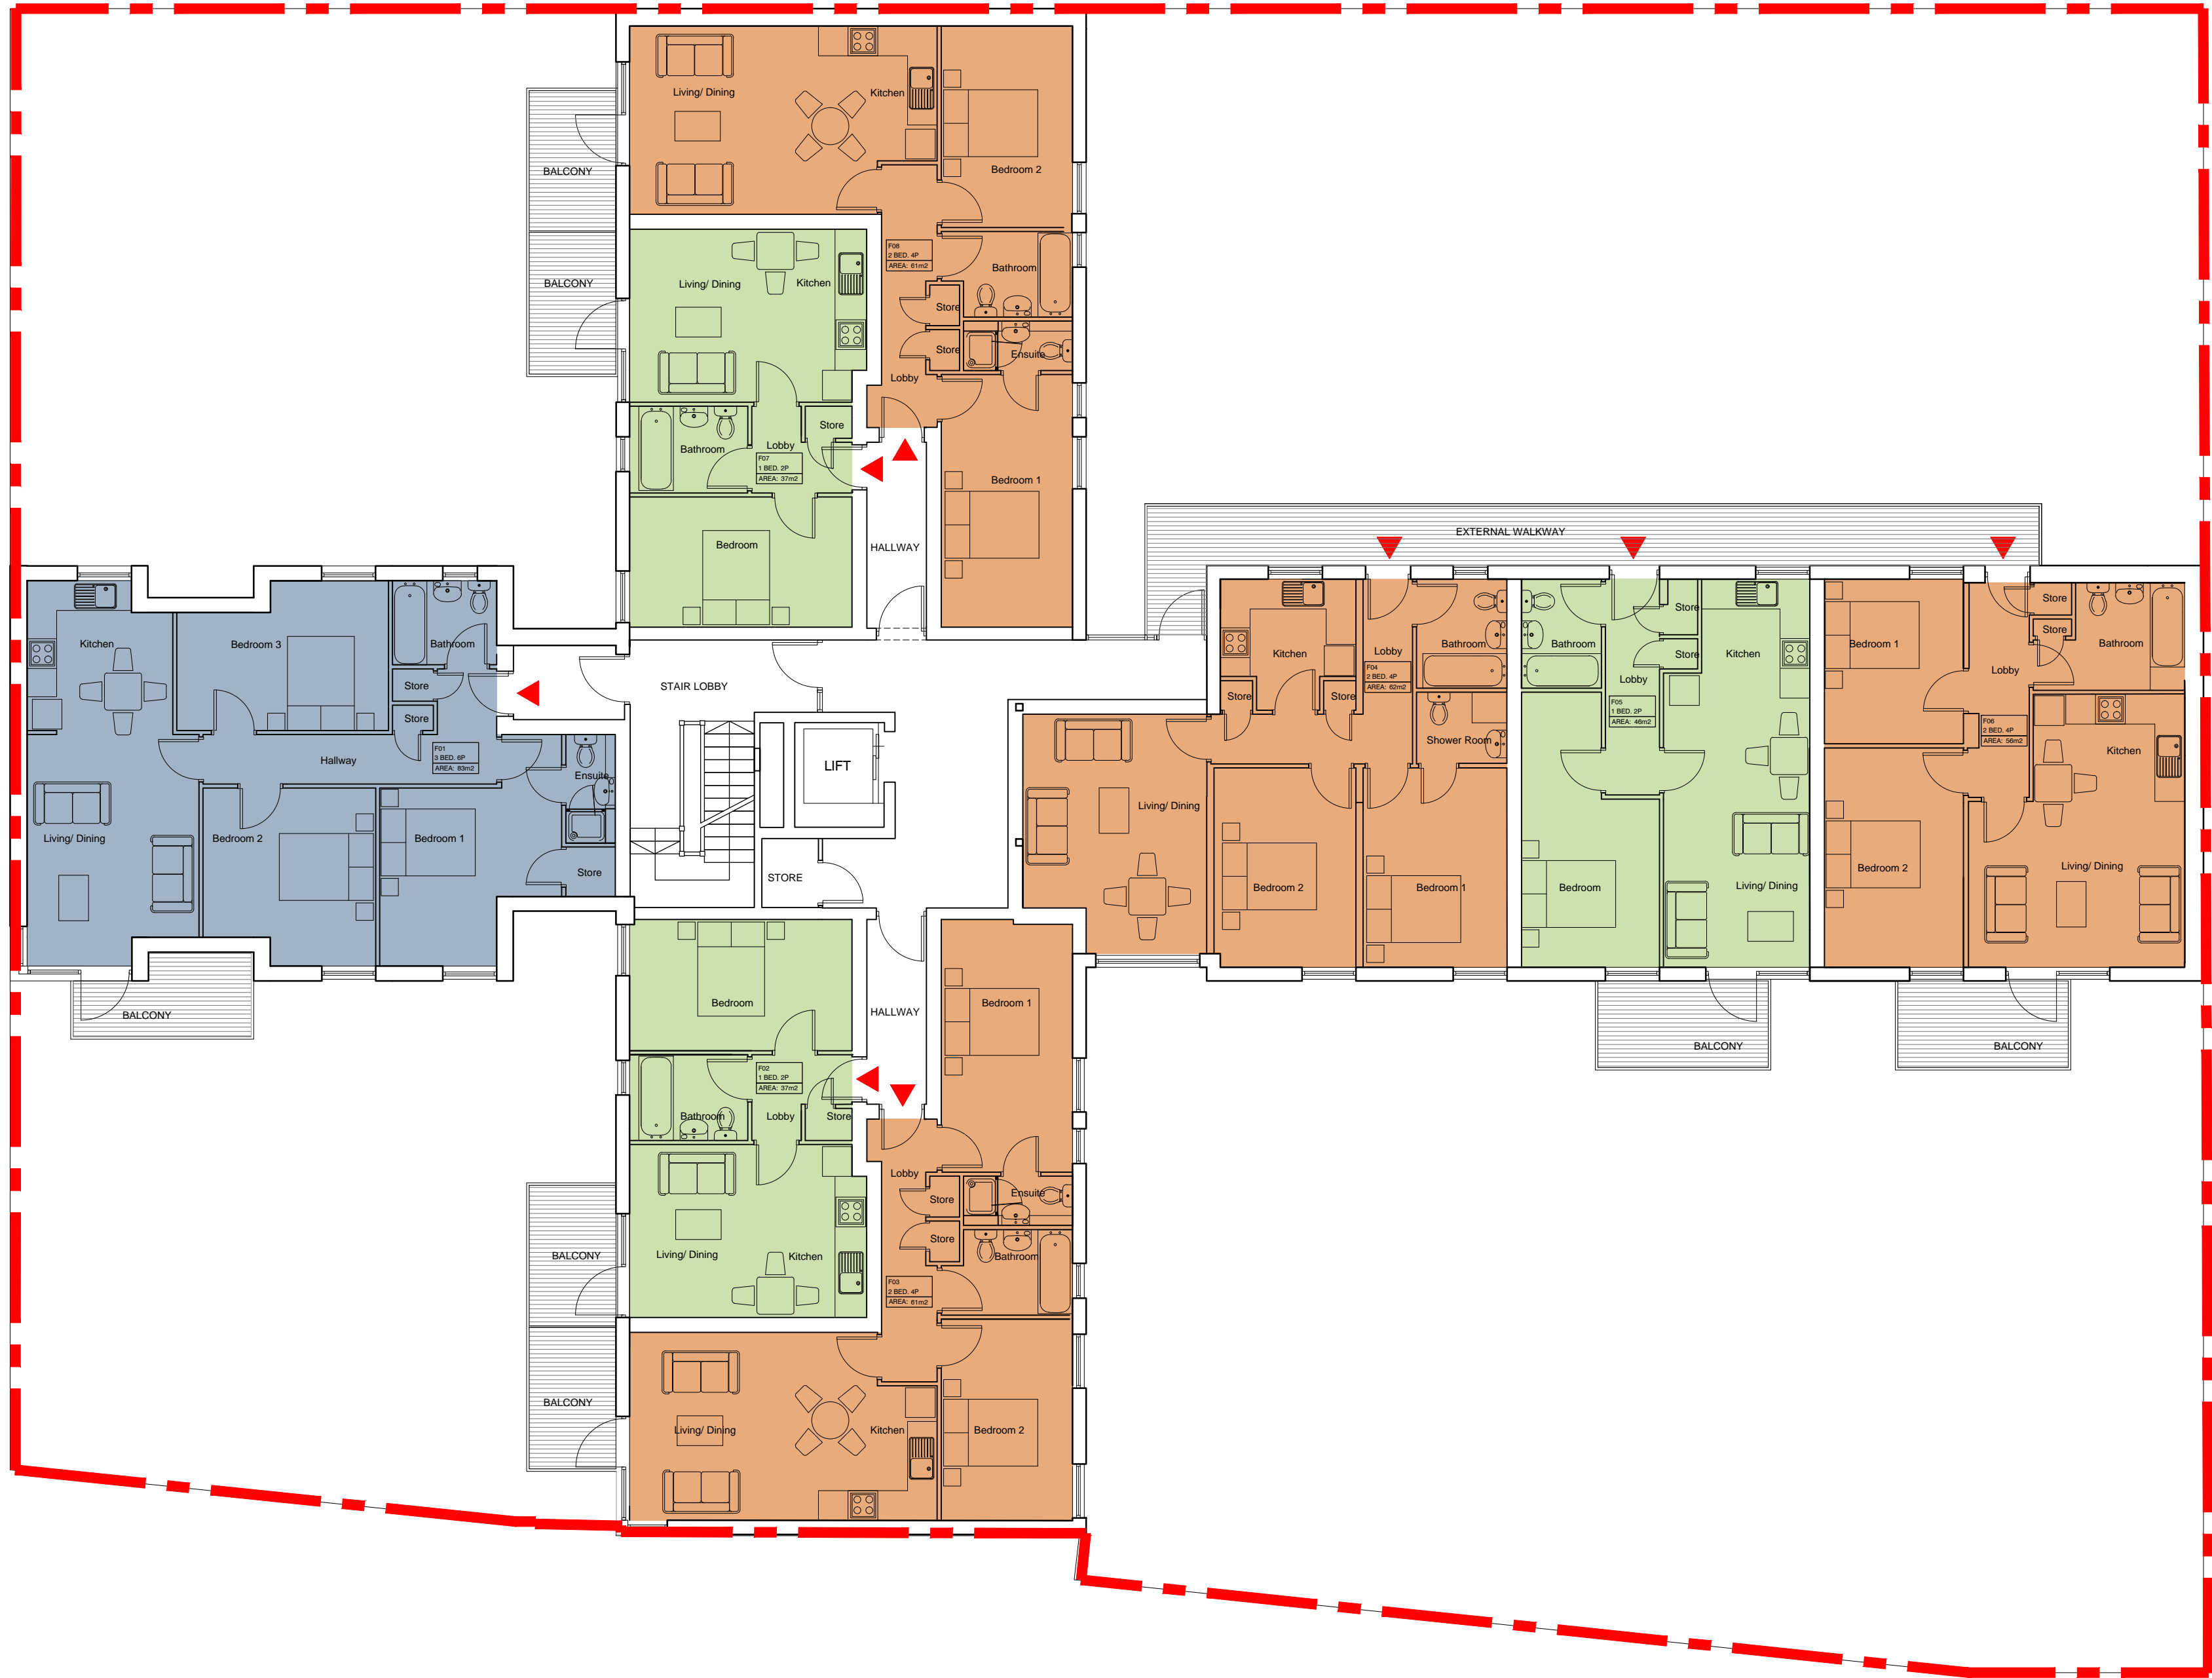 Living/ Dining
Kitchen
Bedroom 2
BALCONY
F08
2 BED. 4P
AREA: 61m2
Bathroom
BALCONY
Living/ Dining
Kitchen
Store
Store
Ensuite
Lobby
Store
Bathroom
Lobby
F07
1 BED. 2P
AREA: 37m2
Bedroom 1
Bedroom
HALLWAY
EXTERNAL WALKWAY
Kitchen
Bedroom 3
Bathroom
Store
Store
Hallway
F01
3 BED. 6P
AREA: 83m2
Ensuite
Living/ Dining
Bedroom 2
Bedroom 1
Store
BALCONY
STAIR LOBBY
LIFT
STORE
Kitchen
Lobby
F04
2 BED. 4P
AREA: 62m2
Bathroom
Store
Store
Shower Room
Living/ Dining
Bedroom 2
Bedroom 1
Bathroom
Store
Store
Kitchen
Lobby
F05
1 BED. 2P
AREA: 46m2
Bedroom
Living/ Dining
BALCONY
Bedroom 1
Store
Store
Bathroom
Lobby
F06
2 BED. 4P
AREA: 56m2
Kitchen
Bedroom 2
Living/ Dining
BALCONY
Bedroom
HALLWAY
Bedroom 1
F02
1 BED. 2P
AREA: 37m2
Bathroom
Lobby
Store
Lobby
Store
Ensuite
Store
Living/ Dining
Kitchen
Bathroom
BALCONY
F03
2 BED. 4P
AREA: 61m2
BALCONY
Living/ Dining
Kitchen
Bedroom 2